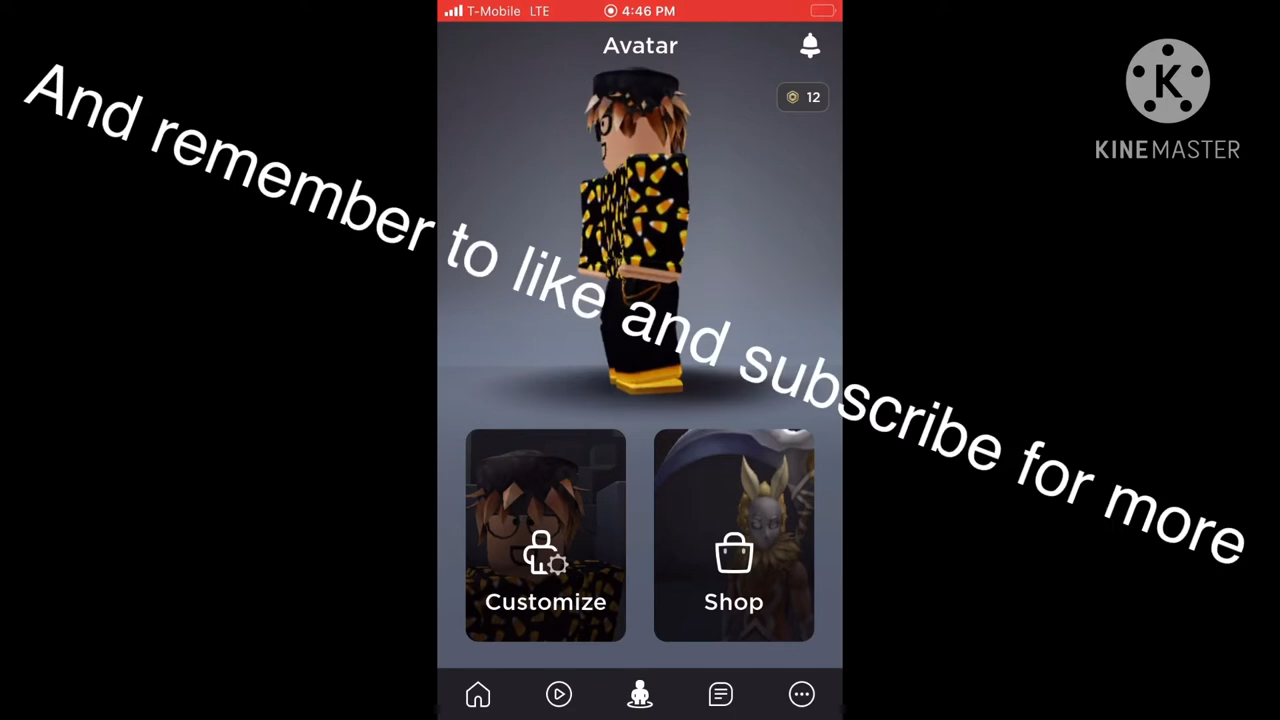 T-Mobile LTE 4:46 PM
Avatar
12
K
KINEMASTER
And remember to like and subscribe for more
Customize
Shop